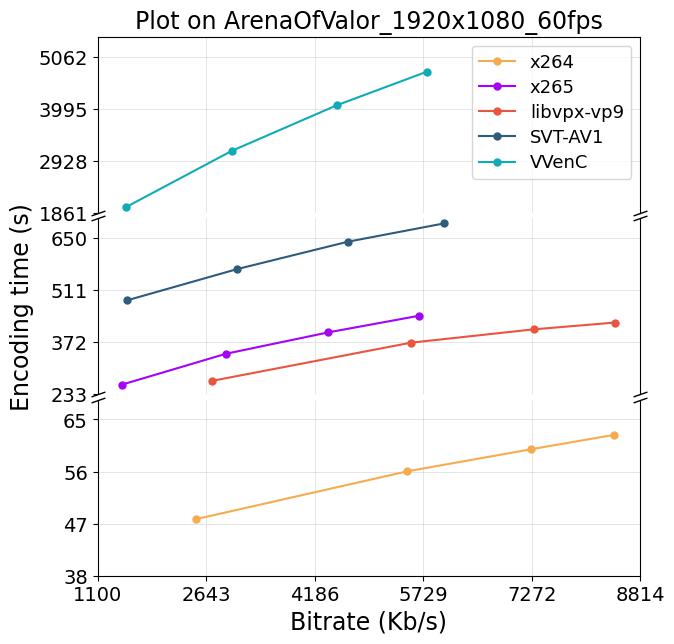 Plot on ArenaOfValor_1920x1080_60fps
5062
3995
2928
1861
x264
x265
libvpx-vp9
SVT-AV1
VVenC
650
511
372
233
65
56
47
38
Encoding time (s)
1100 2643 4186 5729 7272 8814
Bitrate (Kb/s)